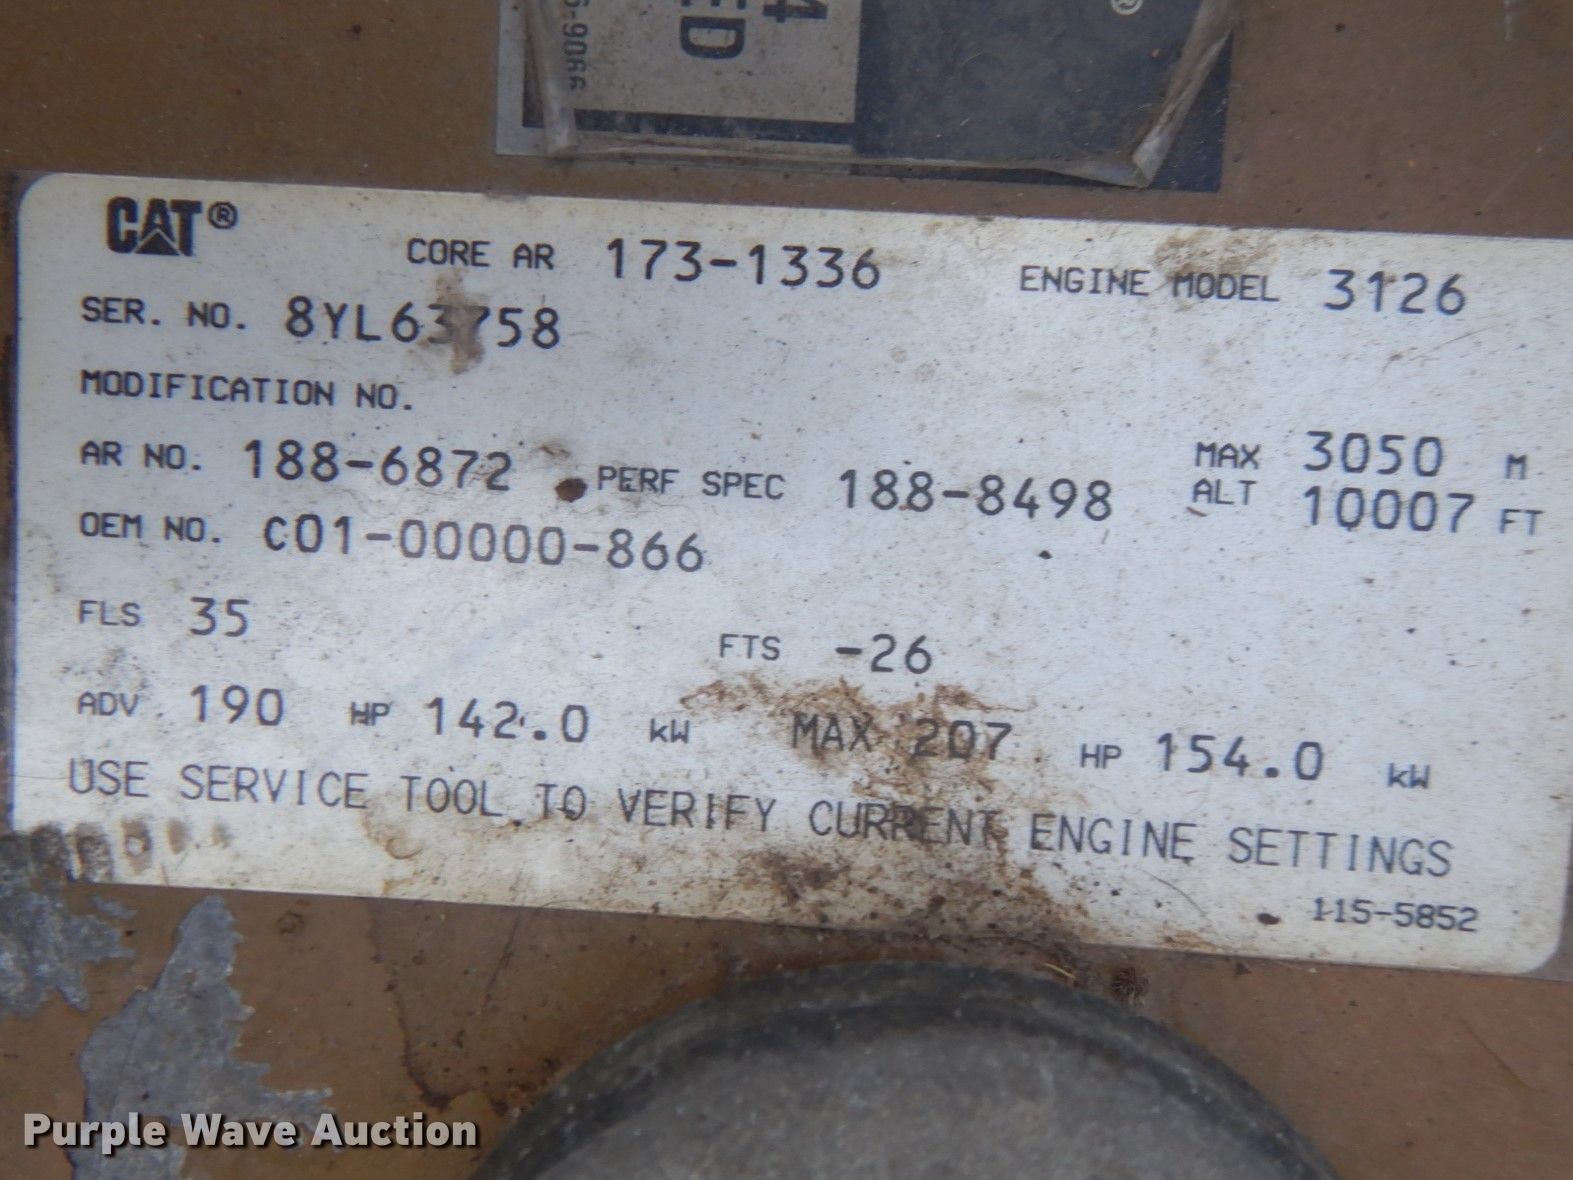 4
ED
CAT®
CORE AR 173-1336 ENGINE MODEL 3126
SER. NO. 8YL63758
MODIFICATION NO.
AR NO. 188-6872 PERF SPEC 188-8498 MAX ALT 3050 M 10007 FT
OEM NO. C01-00000-866
FLS 35 FTS -26
ADV 190 HP 142.0 kW MAX 207 HP 154.0 kW
USE SERVICE TOOL TO VERIFY CURRENT ENGINE SETTINGS
115-5852
Purple Wave Auction